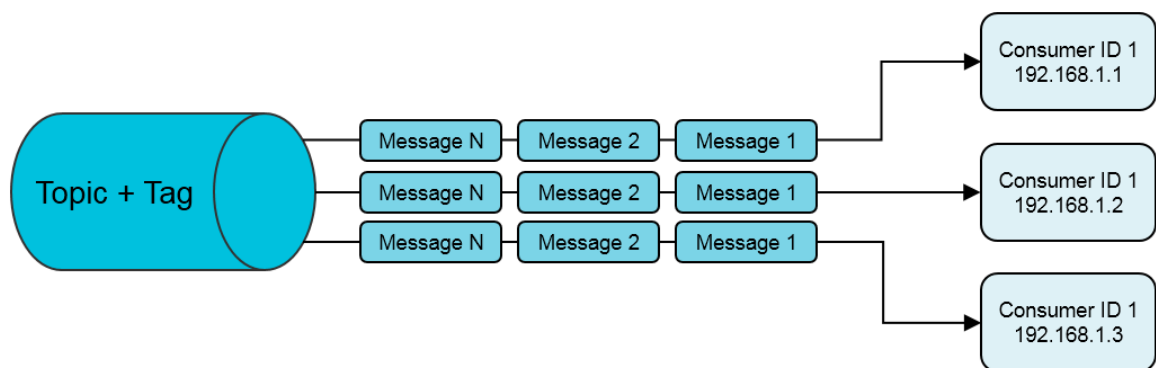 Topic + Tag
Message N
Message 2
Message 1
Message N
Message 2
Message 1
Message N
Message 2
Message 1
Consumer ID 1
192.168.1.1
Consumer ID 1
192.168.1.2
Consumer ID 1
192.168.1.3